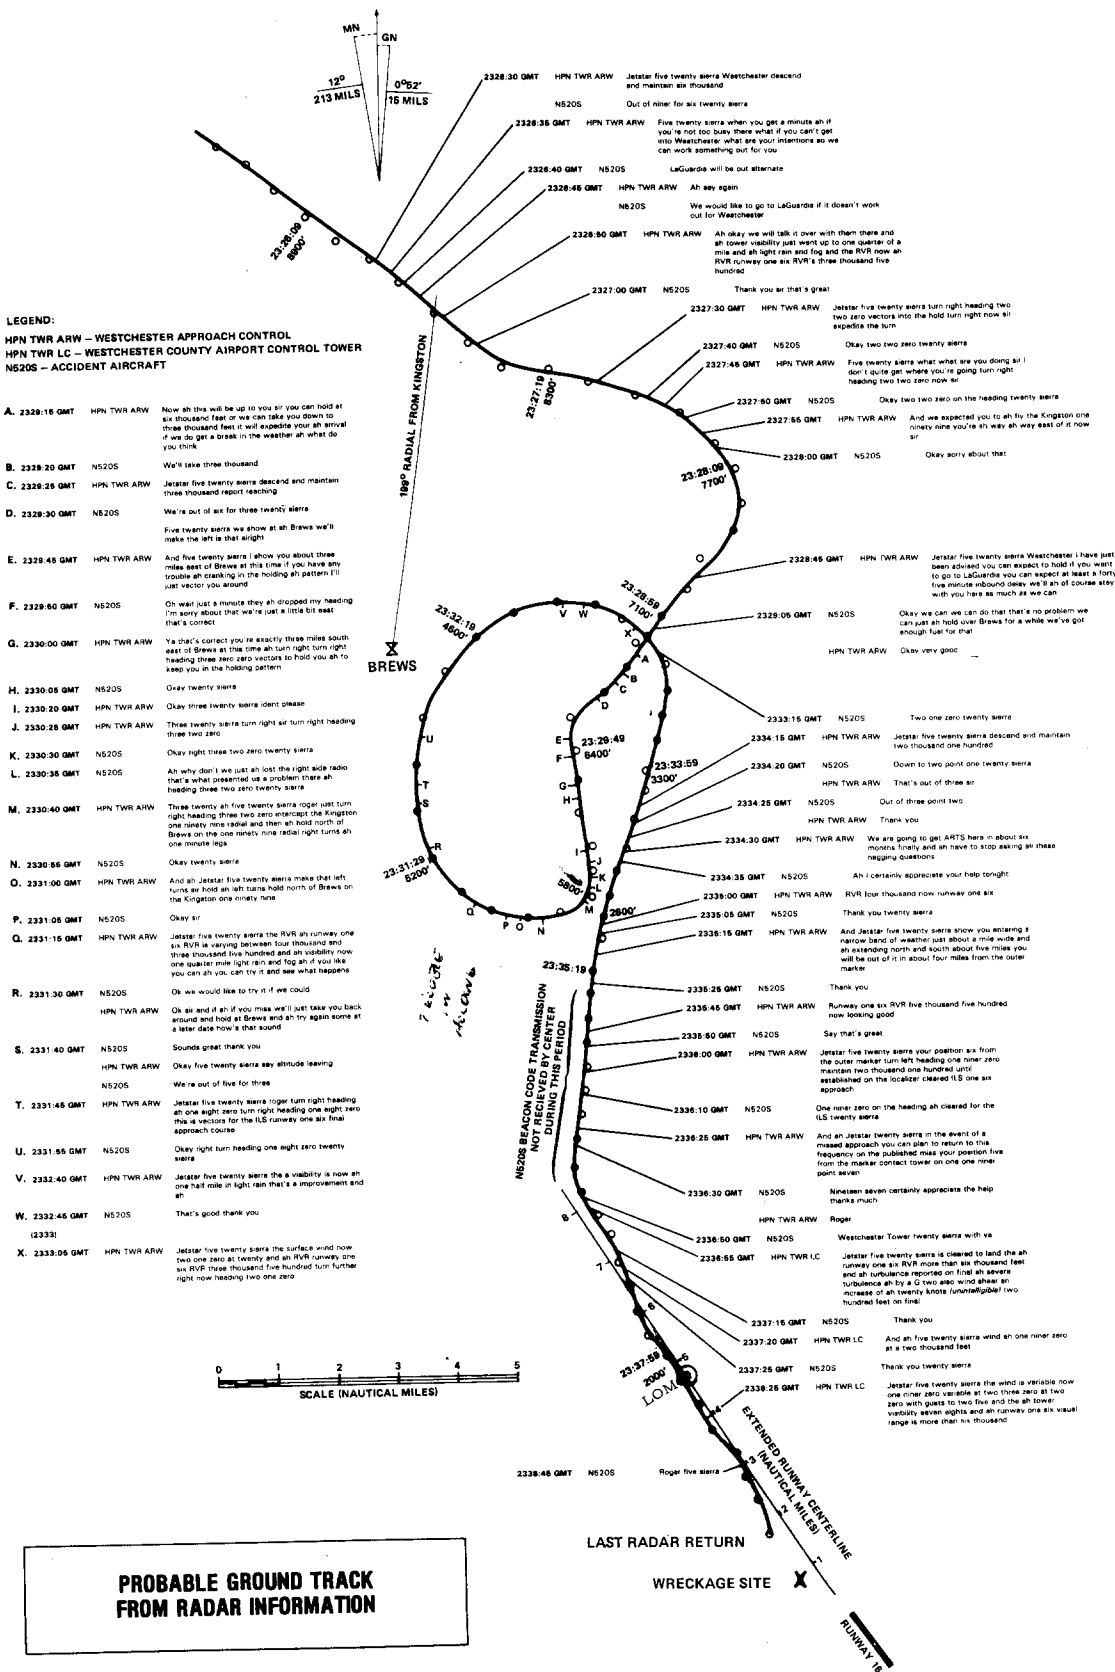 MN
GN
12°
213 MILS
0°52'
15 MILS
2326:30 GMT HPN TWR ARW Jetstar five twenty sierra Westchester descend
and maintain six thousand
N520S Out of niner for six twenty sierra
2326:35 GMT HPN TWR ARW Five twenty sierra when you get a minute ah if
you're not too busy there what if you can't get
into Westchester what are your intentions so we
can work something out for you
2326:40 GMT N520S LaGuardia will be out alternate
2326:45 GMT HPN TWR ARW Ah say again
N520S We would like to go to LaGuardia if it doesn't work
out for Westchester
2326:50 GMT HPN TWR ARW Ah okay we will talk it over with them there and
ah tower visibility just went up to one quarter of a
mile and ah light rain and fog and the RVR now ah
RVR runway one six RVR's three thousand five
hundred
2327:00 GMT N520S Thank you sir that's great
2327:30 GMT HPN TWR ARW Jetstar five twenty sierra turn right heading two
two zero vectors into the hold turn right now sir
expedite the turn
2327:40 GMT N520S Okay two two zero twenty sierra
2327:45 GMT HPN TWR ARW Five twenty sierra what what are you doing sir I
don't quite get where you're going turn right
heading two two zero now sir
2327:50 GMT N520S Okay two two zero on the heading twenty sierra
2327:55 GMT HPN TWR ARW And we expected you to ah fly the Kingston one
ninety nine you're ah way ah way east of it now
sir
2328:00 GMT N520S Okay sorry about that
2328:45 GMT HPN TWR ARW Jetstar five twenty sierra Westchester I have just
been advised you can expect to hold if you want
to go to LaGuardia you can expect at least a forty
five minute inbound delay we'll ah of course stay
with you here as much as we can
2329:05 GMT N520S Okay we can we can do that that's no problem we
can just ah hold over Brews for a while we've got
enough fuel for that
HPN TWR ARW Okay very good
2333:15 GMT N520S Two one zero twenty sierra
2334:15 GMT HPN TWR ARW Jetstar five twenty sierra descend and maintain
two thousand one hundred
2334:20 GMT N520S Down to two point one twenty sierra
HPN TWR ARW That's out of three sir
2334:25 GMT N520S Out of three point two
HPN TWR ARW Thank you
2334:30 GMT HPN TWR ARW We are going to get ARTS here in about six
months finally and ah have to stop asking all these
nagging questions
2334:35 GMT N520S Ah I certainly appreciate your help tonight
2335:00 GMT HPN TWR ARW RVR four thousand now runway one six
2335:05 GMT N520S Thank you twenty sierra
2335:15 GMT HPN TWR ARW And Jetstar five twenty sierra show you entering a
narrow band of weather just about a mile wide and
ah extending north and south about five miles you
will be out of it in about four miles from the outer
marker
2335:25 GMT N520S Thank you
2335:45 GMT HPN TWR ARW Runway one six RVR five thousand five hundred
now looking good
2335:50 GMT N520S Say that's great
2336:00 GMT HPN TWR ARW Jetstar five twenty sierra your position six from
the outer marker turn left heading one niner zero
maintain two thousand one hundred until
established on the localizer cleared ILS one six
approach
2336:10 GMT N520S One niner zero on the heading ah cleared for the
ILS twenty sierra
2336:25 GMT HPN TWR ARW And ah Jetstar twenty sierra in the event of a
missed approach you can plan to return to this
frequency on the published miss your position five
from the marker contact tower on one one niner
point seven
2336:30 GMT N520S Nineteen seven certainly appreciate the help
thanks much
HPN TWR ARW Roger
2336:50 GMT N520S Westchester Tower twenty sierra with ya
2336:55 GMT HPN TWR LC Jetstar five twenty sierra is cleared to land the ah
runway one six RVR more than six thousand feet
and ah turbulence reported on final ah severe
turbulence ah by a G two also wind shear an
increase of ah twenty knots (unintelligible) two
hundred feet on final
2337:15 GMT N520S Thank you
2337:20 GMT HPN TWR LC And ah five twenty sierra wind ah one niner zero
at a two thousand feet
2337:25 GMT N520S Thank you twenty sierra
2338:25 GMT HPN TWR LC Jetstar five twenty sierra the wind is variable now
one niner zero variable at two three zero at two
zero with gusts to two five and the ah tower
visibility seven eights and ah runway one six visual
range is more than six thousand
2338:45 GMT N520S Roger five sierra
LEGEND:
HPN TWR ARW – WESTCHESTER APPROACH CONTROL
HPN TWR LC – WESTCHESTER COUNTY AIRPORT CONTROL TOWER
N520S – ACCIDENT AIRCRAFT
A. 2329:15 GMT HPN TWR ARW Now ah this will be up to you sir you can hold at
six thousand feet or we can take you down to
three thousand feet it will expedite your ah arrival
if we do get a break in the weather ah what do
you think
B. 2329:20 GMT N520S We'll take three thousand
C. 2329:25 GMT HPN TWR ARW Jetstar five twenty sierra descend and maintain
three thousand report reaching
D. 2329:30 GMT N520S We're out of six for three twenty sierra
Five twenty sierra we show at ah Brews we'll
make the left is that alright
E. 2329:45 GMT HPN TWR ARW And five twenty sierra I show you about three
miles east of Brews at this time if you have any
trouble ah cranking in the holding ah pattern I'll
just vector you around
F. 2329:50 GMT N520S Oh wait just a minute they ah dropped my heading
I'm sorry about that we're just a little bit east
that's correct
G. 2330:00 GMT HPN TWR ARW Ya that's correct you're exactly three miles south
east of Brews at this time ah turn right turn right
heading three zero zero vectors to hold you ah to
keep you in the holding pattern
H. 2330:05 GMT N520S Okay twenty sierra
I. 2330:20 GMT HPN TWR ARW Okay three twenty sierra ident please
J. 2330:25 GMT HPN TWR ARW Three twenty sierra turn right sir turn right heading
three two zero
K. 2330:30 GMT N520S Okay right three two zero twenty sierra
L. 2330:35 GMT N520S Ah why don't we just ah lost the right side radio
that's what presented us a problem there ah
heading three two zero twenty sierra
M. 2330:40 GMT HPN TWR ARW Three twenty ah five twenty sierra roger just turn
right heading three two zero intercept the Kingston
one ninety nine radial and then ah hold north of
Brews on the one ninety nine radial right turns ah
one minute legs
N. 2330:55 GMT N520S Okay twenty sierra
O. 2331:00 GMT HPN TWR ARW And ah Jetstar five twenty sierra make that left
turns sir hold an left turns hold north of Brews on
the Kingston one ninety nine
P. 2331:05 GMT N520S Okay sir
Q. 2331:15 GMT HPN TWR ARW Jetstar five twenty sierra the RVR ah runway one
six RVR is varying between four thousand and
three thousand five hundred and ah visibility now
one quarter mile light rain and fog ah if you like
you can ah you can try it and see what happens
R. 2331:30 GMT N520S Ok we would like to try it if we could
HPN TWR ARW Ok sir and if ah if you miss we'll just take you back
around and hold at Brews and ah try again some at
a later date how's that sound
S. 2331:40 GMT N520S Sounds great thank you
HPN TWR ARW Okay five twenty sierra say altitude leaving
N520S We're out of five for three
T. 2331:45 GMT HPN TWR ARW Jetstar five twenty sierra roger turn right heading
ah one eight zero turn right heading one eight zero
this is vectors for the ILS runway one six final
approach course
U. 2331:55 GMT N520S Okay right turn heading one eight zero twenty
sierra
V. 2332:40 GMT HPN TWR ARW Jetstar five twenty sierra the a visibility is now ah
one half mile in light rain that's a improvement and
ah
W. 2332:45 GMT N520S That's good thank you
(2333)
X. 2333:05 GMT HPN TWR ARW Jetstar five twenty sierra the surface wind now
two one zero at twenty and ah RVR runway one
six RVR three thousand five hundred turn further
right now heading two one zero
23:26:09
8900'
23:27:19
8300'
23:28:09
7700'
23:28:59
7100'
23:29:49
6400'
5800'
23:31:29
5200'
23:32:19
4600'
23:33:59
3300'
2600'
23:35:19
23:37:59
2000'
199° RADIAL FROM KINGSTON
BREWS
A
B
C
D
E
F
G
H
I
J
K
L
M
N
O
P
Q
R
S
T
U
V
W
X
N520S BEACON CODE TRANSMISSION
NOT RECIEVED BY CENTER
DURING THIS PERIOD
8
7
6
5
4
3
2
1
LOM
EXTENDED RUNWAY CENTERLINE
(NAUTICAL MILES)
0 1 2 3 4 5
SCALE (NAUTICAL MILES)
LAST RADAR RETURN
WRECKAGE SITE X
RUNWAY 16
PROBABLE GROUND TRACK
FROM RADAR INFORMATION